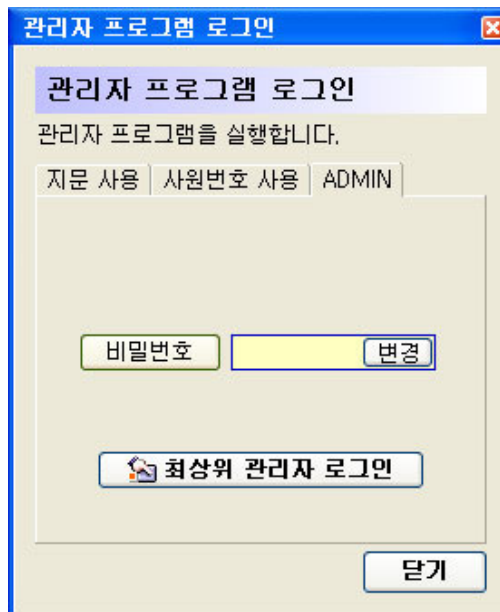 관리자 프로그램 로그인
관리자 프로그램 로그인
관리자 프로그램을 실행합니다.
지문 사용 사원번호 사용 ADMIN
비밀번호 변경
최상위 관리자 로그인
닫기